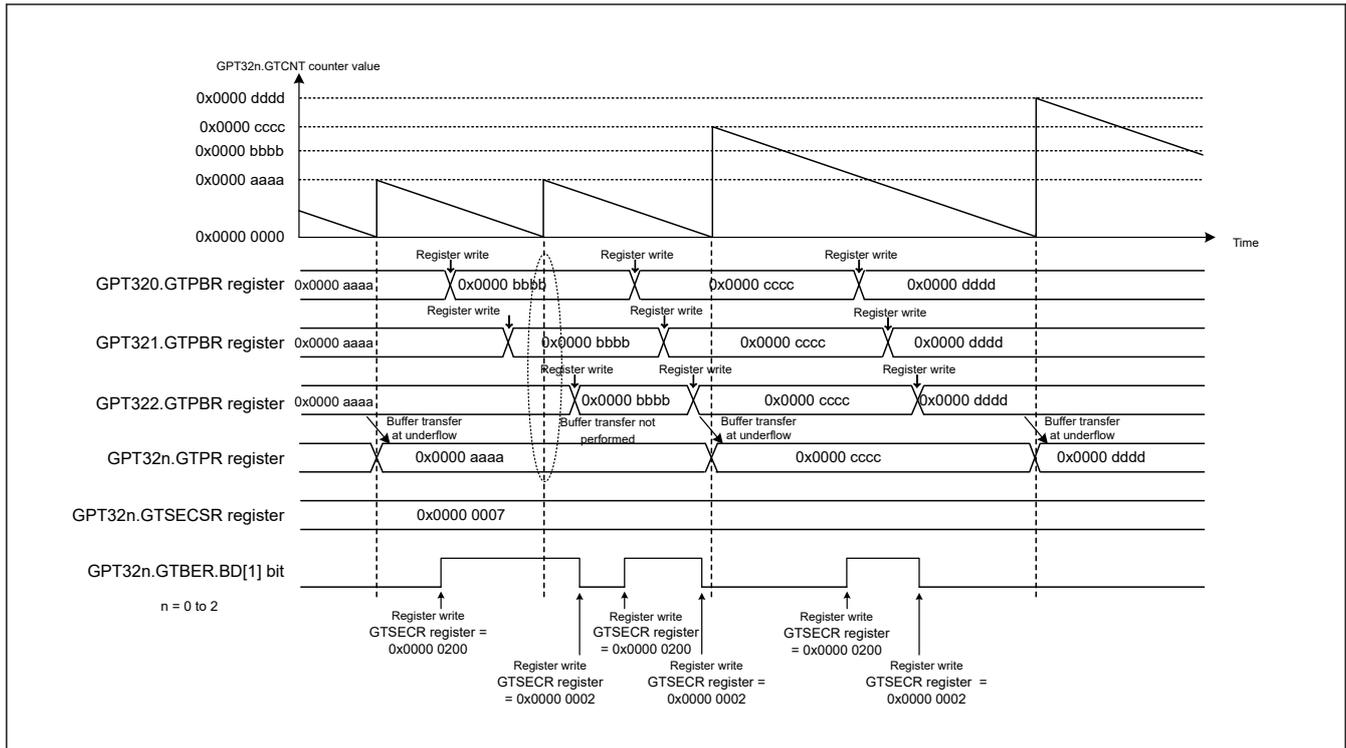 GPT32n.GTCNT counter value
0x0000 dddd
0x0000 cccc
0x0000 bbbb
0x0000 aaaa
0x0000 0000
Time
Register write Register write Register write
GPT320.GTPBR register 0x0000 aaaa 0x0000 bbbb 0x0000 cccc 0x0000 dddd
Register write Register write Register write
GPT321.GTPBR register 0x0000 aaaa 0x0000 bbbb 0x0000 cccc 0x0000 dddd
Register write Register write Register write
GPT322.GTPBR register 0x0000 aaaa 0x0000 bbbb 0x0000 cccc 0x0000 dddd
Buffer transfer Buffer transfer not Buffer transfer Buffer transfer
at underflow performed at underflow at underflow
GPT32n.GTPR register 0x0000 aaaa 0x0000 cccc 0x0000 dddd
GPT32n.GTSECSR register 0x0000 0007
GPT32n.GTBER.BD[1] bit
n = 0 to 2
Register write Register write Register write
GTSECR register = GTSECR register GTSECR register
0x0000 0200 = 0x0000 0200 = 0x0000 0200
Register write Register write Register write
GTSECR register GTSECR register = GTSECR register =
= 0x0000 0002 0x0000 0002 0x0000 0002